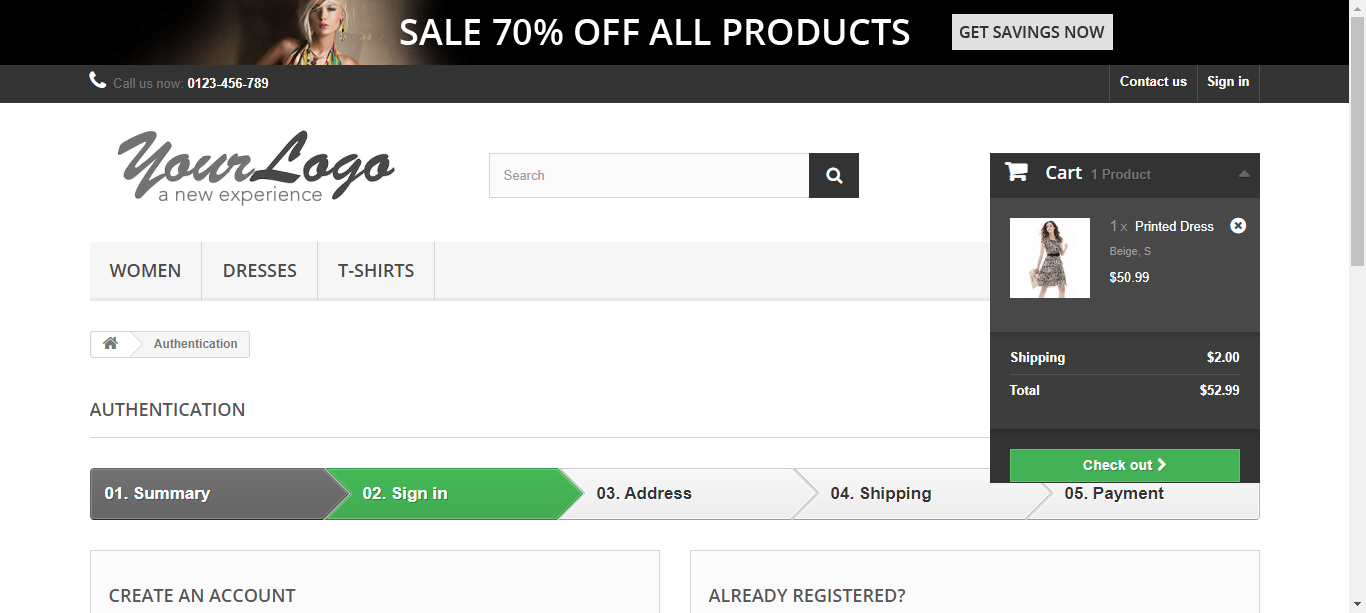 SALE 70% OFF ALL PRODUCTS GET SAVINGS NOW
Call us now: 0123-456-789 Contact us Sign in
YourLogo
a new experience
Search
Cart 1 Product
1 x Printed Dress
Beige, S
$50.99
WOMEN DRESSES T-SHIRTS
Shipping $2.00
Total $52.99
Check out
Authentication
AUTHENTICATION
01. Summary 02. Sign in 03. Address 04. Shipping 05. Payment
CREATE AN ACCOUNT ALREADY REGISTERED?